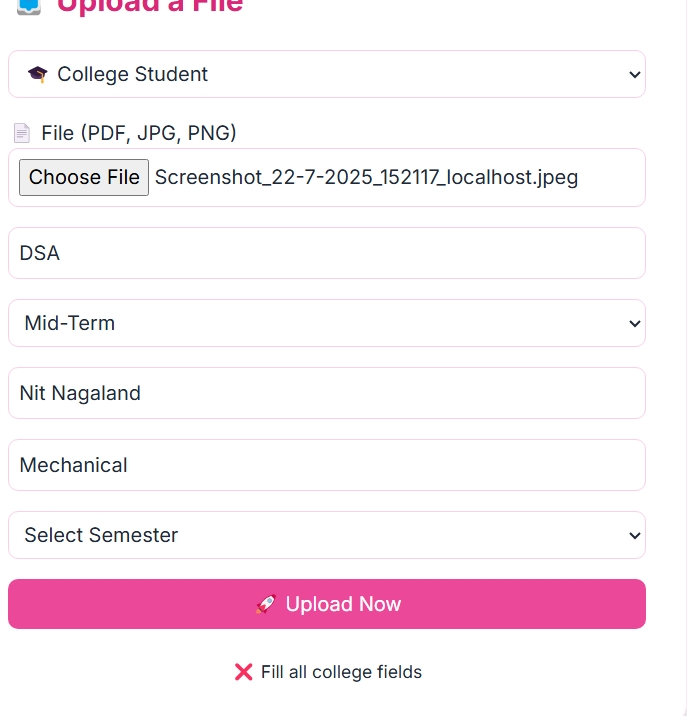 Upload a File
College Student
File (PDF, JPG, PNG)
Choose File Screenshot_22-7-2025_152117_localhost.jpeg
DSA
Mid-Term
Nit Nagaland
Mechanical
Select Semester
Upload Now
Fill all college fields